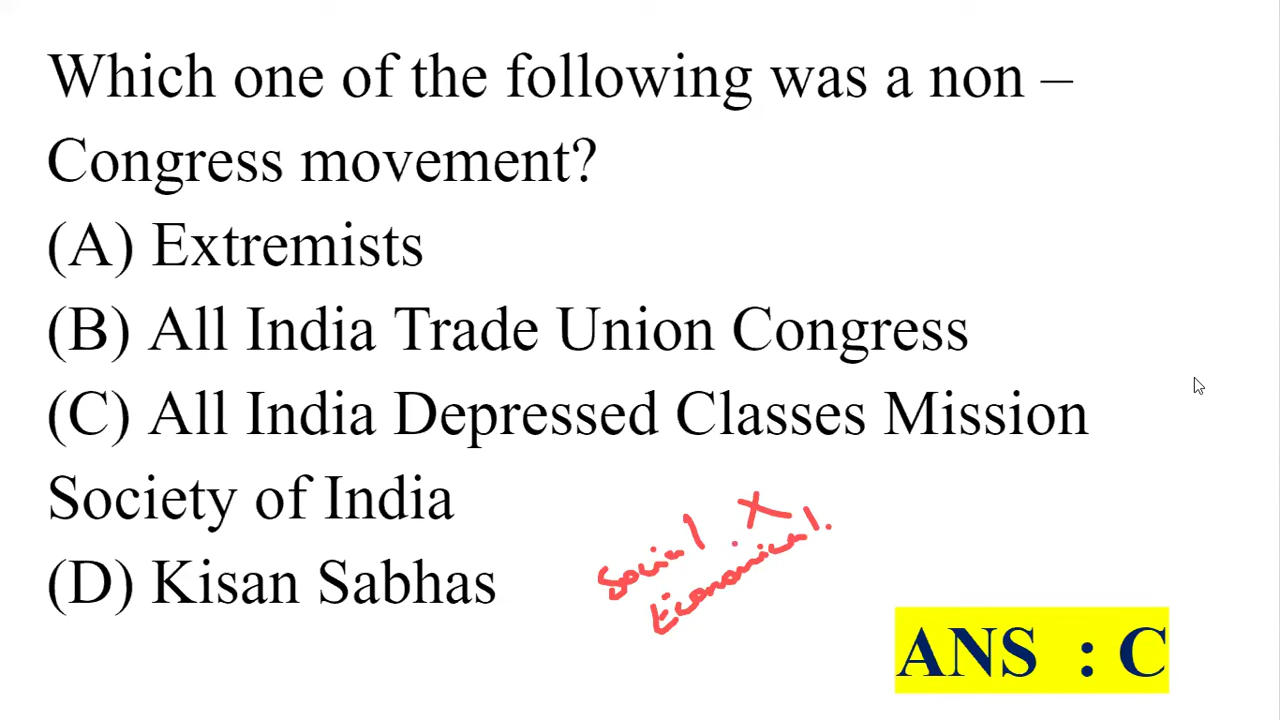 Which one of the following was a non –
Congress movement?
(A) Extremists
(B) All India Trade Union Congress
(C) All India Depressed Classes Mission
Society of India
(D) Kisan Sabhas
Social X
Economical.
ANS : C